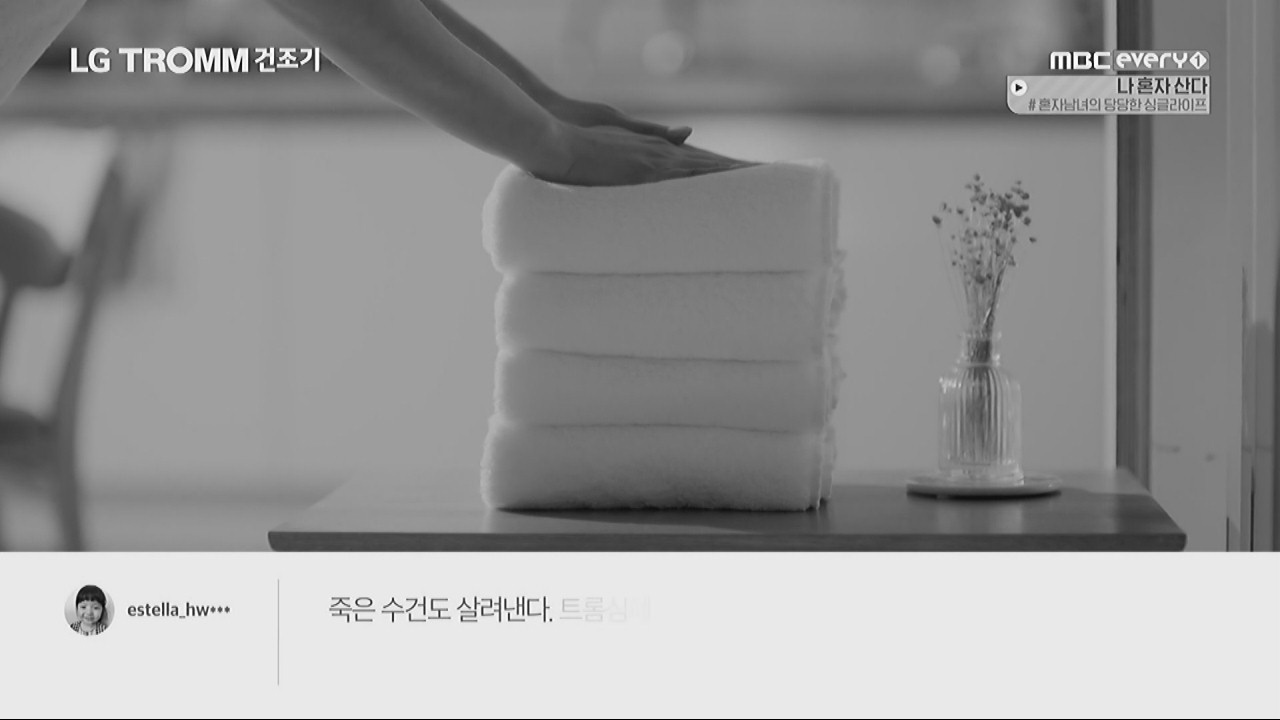 LG TROMM 건조기
MBC every1
나 혼자 산다
# 혼자남녀의 당당한 싱글라이프
estella_hw***
죽은 수건도 살려낸다.